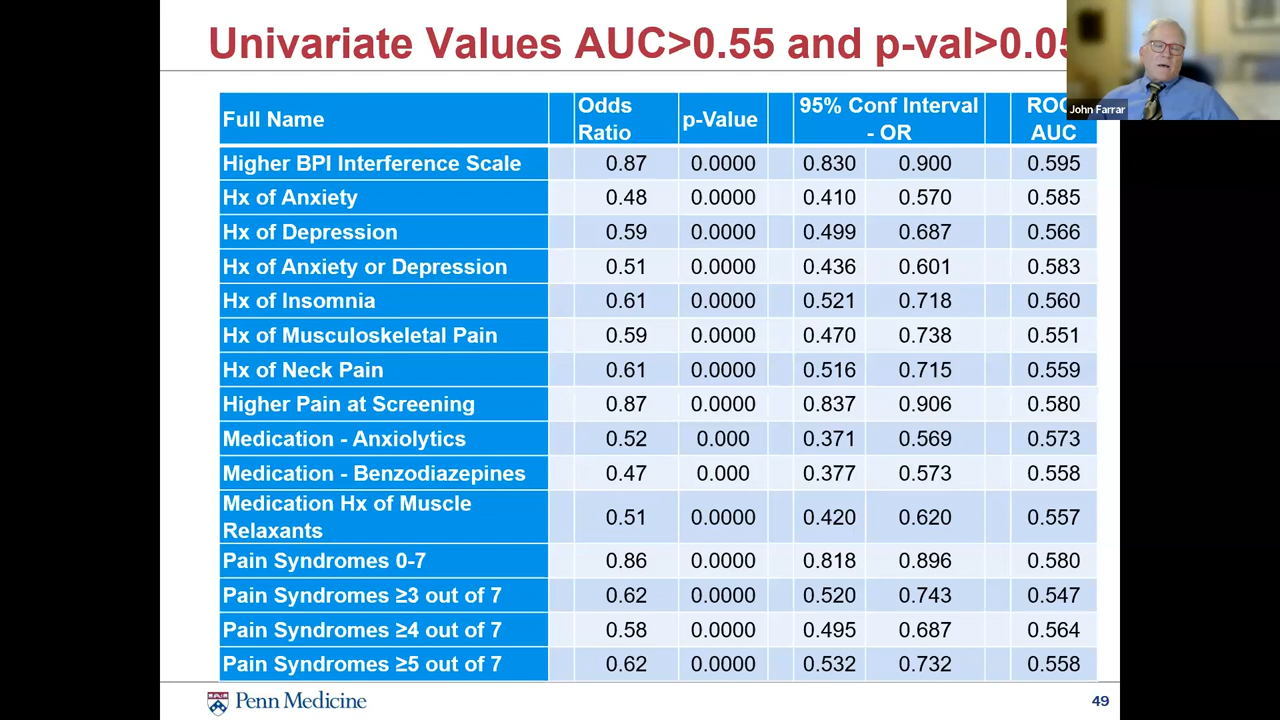 Univariate Values AUC>0.55 and p-val>0.05
John Farrar
Full Name Odds Ratio p-Value 95% Conf Interval - OR ROC AUC
Higher BPI Interference Scale 0.87 0.0000 0.830 0.900 0.595
Hx of Anxiety 0.48 0.0000 0.410 0.570 0.585
Hx of Depression 0.59 0.0000 0.499 0.687 0.566
Hx of Anxiety or Depression 0.51 0.0000 0.436 0.601 0.583
Hx of Insomnia 0.61 0.0000 0.521 0.718 0.560
Hx of Musculoskeletal Pain 0.59 0.0000 0.470 0.738 0.551
Hx of Neck Pain 0.61 0.0000 0.516 0.715 0.559
Higher Pain at Screening 0.87 0.0000 0.837 0.906 0.580
Medication - Anxiolytics 0.52 0.000 0.371 0.569 0.573
Medication - Benzodiazepines 0.47 0.000 0.377 0.573 0.558
Medication Hx of Muscle
Relaxants 0.51 0.0000 0.420 0.620 0.557
Pain Syndromes 0-7 0.86 0.0000 0.818 0.896 0.580
Pain Syndromes ≥3 out of 7 0.62 0.0000 0.520 0.743 0.547
Pain Syndromes ≥4 out of 7 0.58 0.0000 0.495 0.687 0.564
Pain Syndromes ≥5 out of 7 0.62 0.0000 0.532 0.732 0.558
Penn Medicine 49